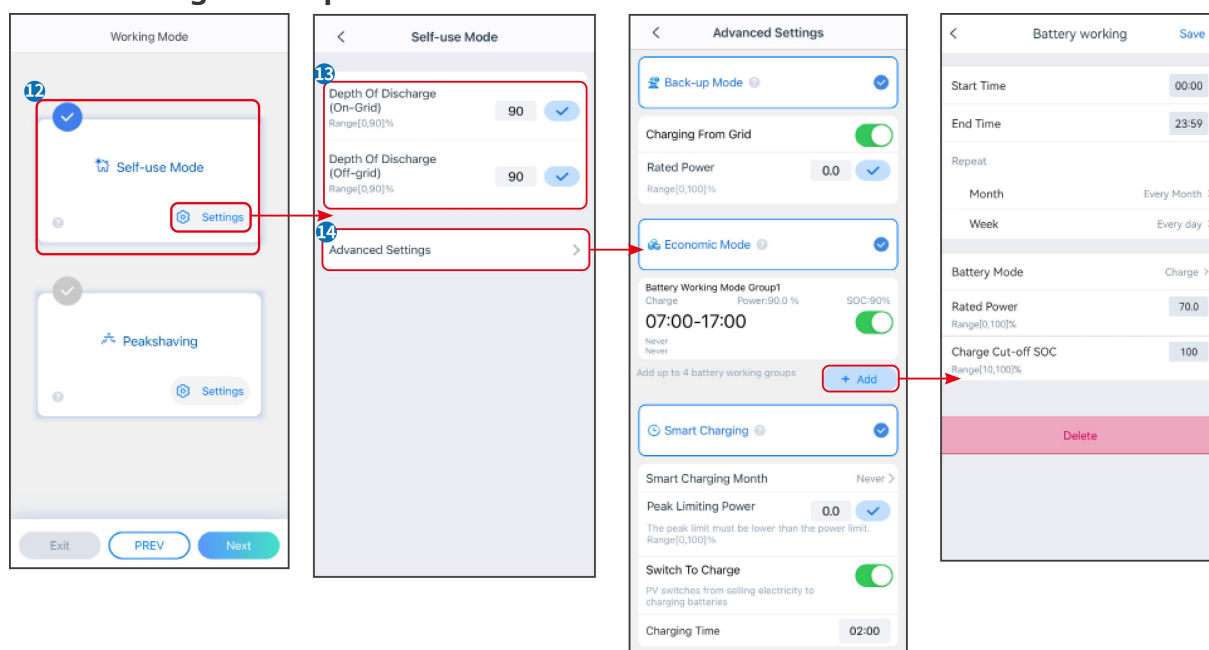 Working Mode
12
Self-use Mode
Settings
Peakshaving
Settings
Exit
PREV
Next
Self-use Mode
13
Depth Of Discharge
(On-Grid)
90
Range[0,90]%
Depth Of Discharge
(Off-grid)
90
Range[0,90]%
14
Advanced Settings
Advanced Settings
Back-up Mode
Charging From Grid
Rated Power
0.0
Range[0,100]%
Economic Mode
Battery Working Mode Group1
Charge Power:90.0 % SOC:90%
07:00-17:00
Never
Never
Add up to 4 battery working groups
+ Add
Smart Charging
Smart Charging Month Never
Peak Limiting Power
0.0
The peak limit must be lower than the power limit.
Range[0,100]%
Switch To Charge
PV switches from selling electricity to
charging batteries
Charging Time 02:00
Battery working Save
Start Time 00:00
End Time 23:59
Repeat
Month Every Month
Week Every day
Battery Mode Charge
Rated Power 70.0
Range[0,100]%
Charge Cut-off SOC 100
Range[10,100]%
Delete